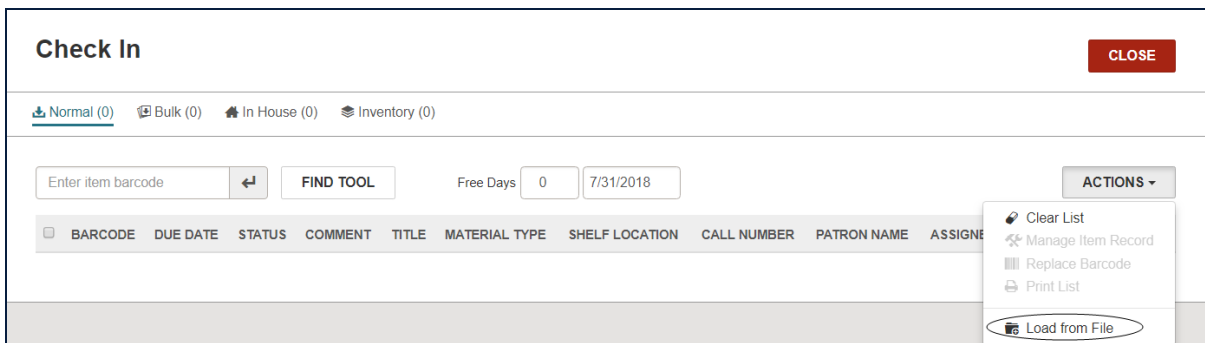 Check In
CLOSE
Normal (0) Bulk (0) In House (0) Inventory (0)
Enter item barcode FIND TOOL Free Days 0 7/31/2018 ACTIONS
BARCODE DUE DATE STATUS COMMENT TITLE MATERIAL TYPE SHELF LOCATION CALL NUMBER PATRON NAME ASSIGNE
Clear List
Manage Item Record
Replace Barcode
Print List
Load from File